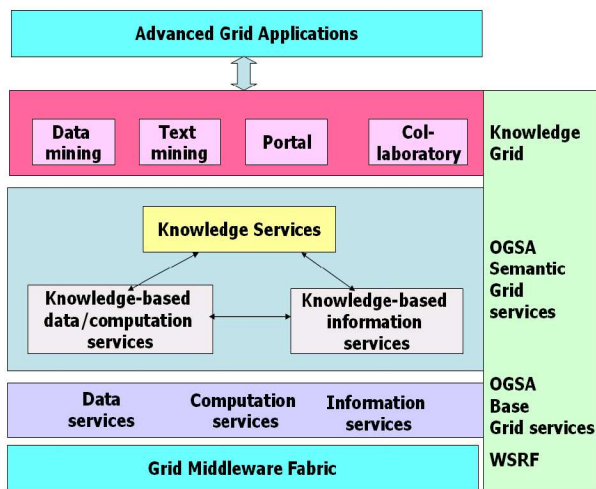 Advanced Grid Applications
Data
mining
Text
mining
Portal
Col-
laboratory
Knowledge
Grid
Knowledge Services
Knowledge-based
data/computation
services
Knowledge-based
information
services
OGSA
Semantic
Grid
services
Data
services
Computation
services
Information
services
OGSA
Base
Grid services
Grid Middleware Fabric
WSRF